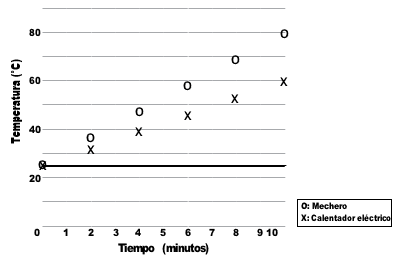 Temperatura (°C)
80
60
40
20
0 1 2 3 4 5 6 7 8 9 10
Tiempo (minutos)
O: Mechero
X: Calentador eléctrico